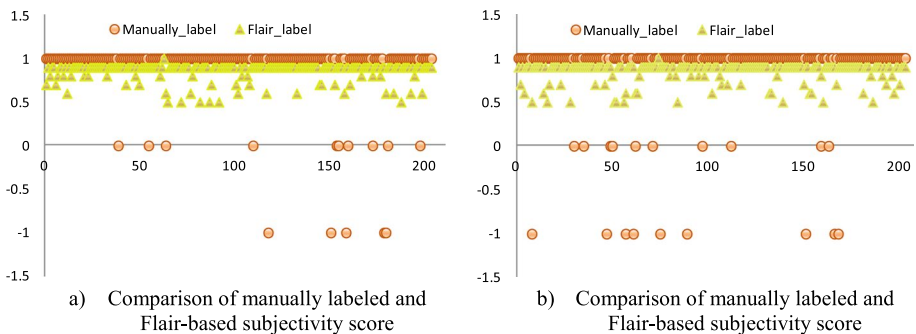 1.5
Manually_label Flair_label
1
0.5
0
0 50 100 150 200
-0.5
-1
-1.5
a) Comparison of manually labeled and
Flair-based subjectivity score
1.5
Manually_label Flair_label
1
0.5
0
0 50 100 150 200
-0.5
-1
-1.5
b) Comparison of manually labeled and
Flair-based subjectivity score